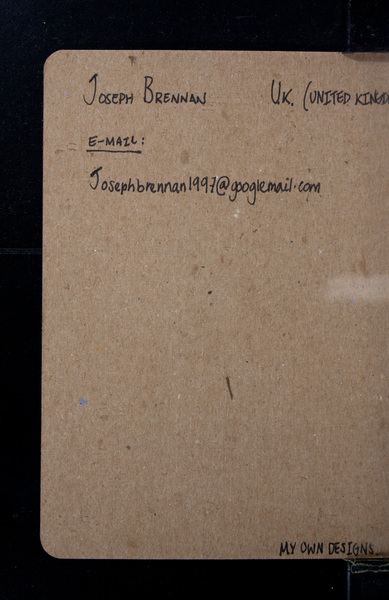 Joseph Brennan UK. (United
E-MAIL:
Josephbrennan1997@googlemail.com
MY OWN DESIGNS